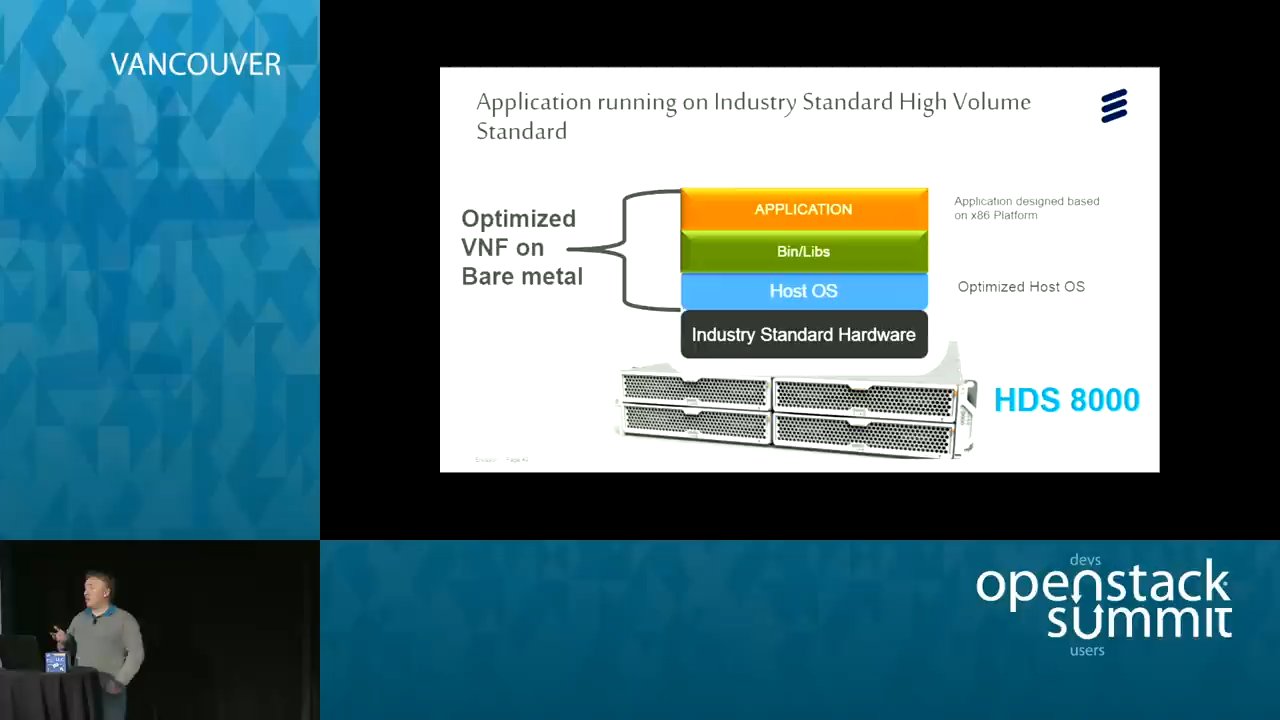 VANCOUVER
Application running on Industry Standard High Volume
Standard
Optimized
VNF on
Bare metal
APPLICATION
Bin/Libs
Host OS
Industry Standard Hardware
Application designed based
on x86 Platform
Optimized Host OS
HDS 8000
devs
openstack
summit
users